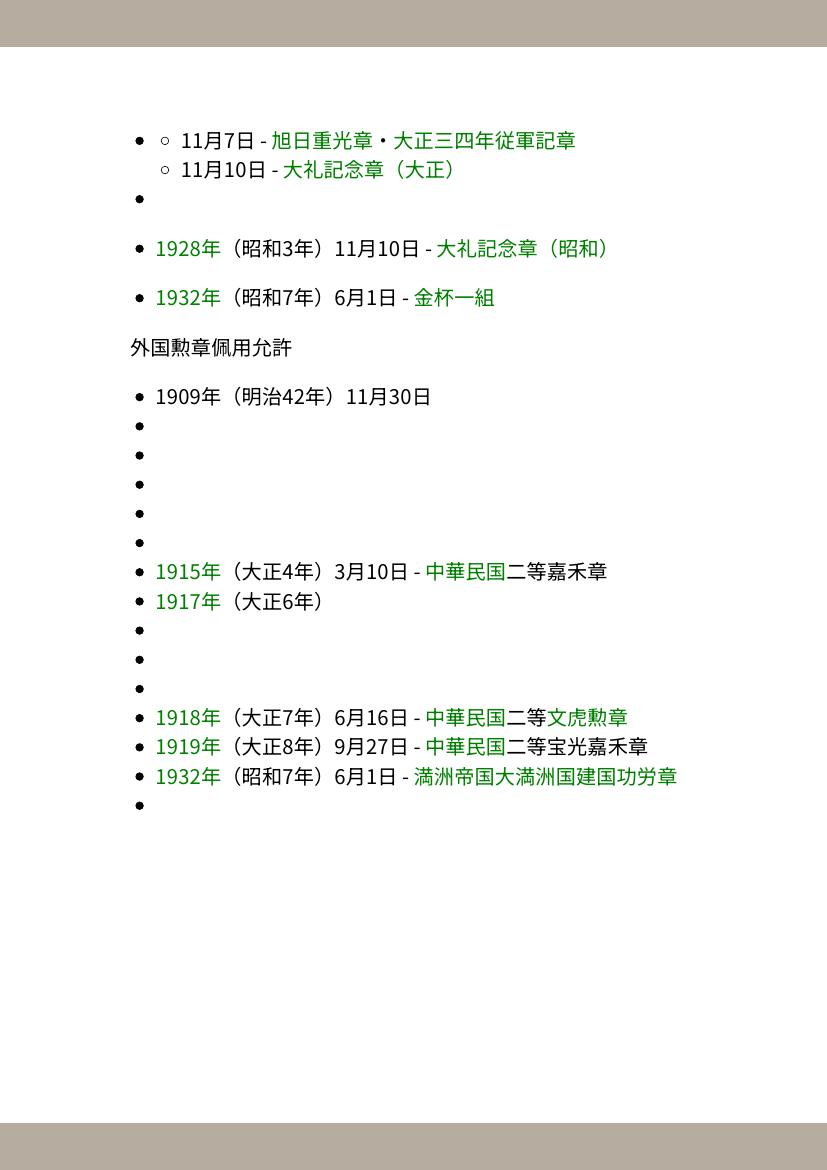 11月7日 - 旭日重光章・大正三四年従軍記章
11月10日 - 大礼記念章（大正）
1928年（昭和3年）11月10日 - 大礼記念章（昭和）
1932年（昭和7年）6月1日 - 金杯一組
外国勲章佩用允許
1909年（明治42年）11月30日
1915年（大正4年）3月10日 - 中華民国二等嘉禾章
1917年（大正6年）
1918年（大正7年）6月16日 - 中華民国二等文虎勲章
1919年（大正8年）9月27日 - 中華民国二等宝光嘉禾章
1932年（昭和7年）6月1日 - 満洲帝国大満洲国建国功労章